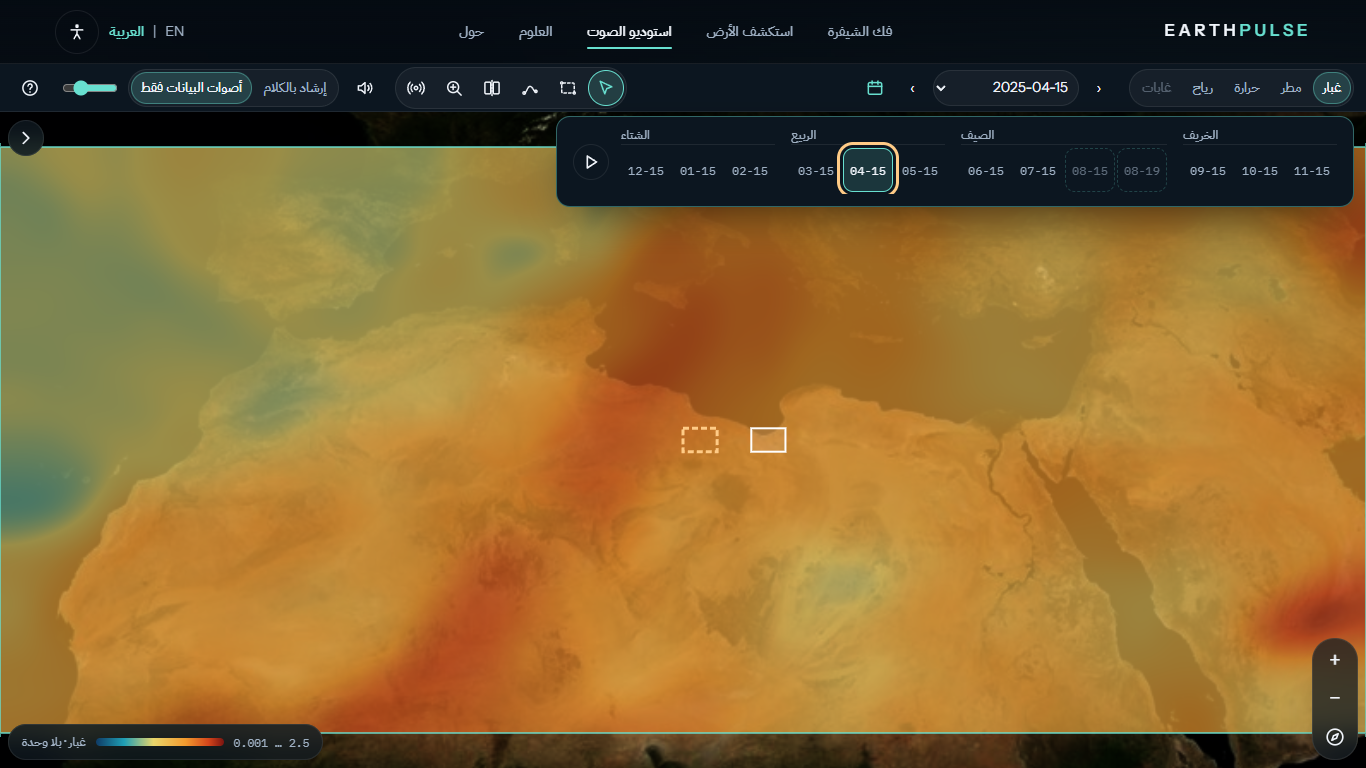 EARTHPULSE
فك الشيفرة
استكشف الأرض
استوديو الصوت
العلوم
حول
العربية | EN
غبار
مطر
حرارة
رياح
غابات
2025-04-15
إرشاد بالكلام
أصوات البيانات فقط
الشتاء
12-15 01-15 02-15
الربيع
03-15 04-15 05-15
الصيف
06-15 07-15 08-15 08-19
الخريف
09-15 10-15 11-15
غبار · بلا وحدة
0.001 … 2.5